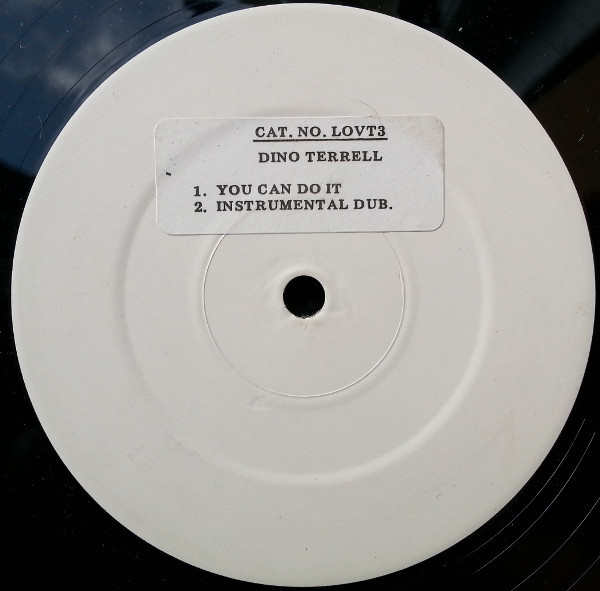 CAT. NO. LOVT3
DINO TERRELL
1. YOU CAN DO IT
2. INSTRUMENTAL DUB.